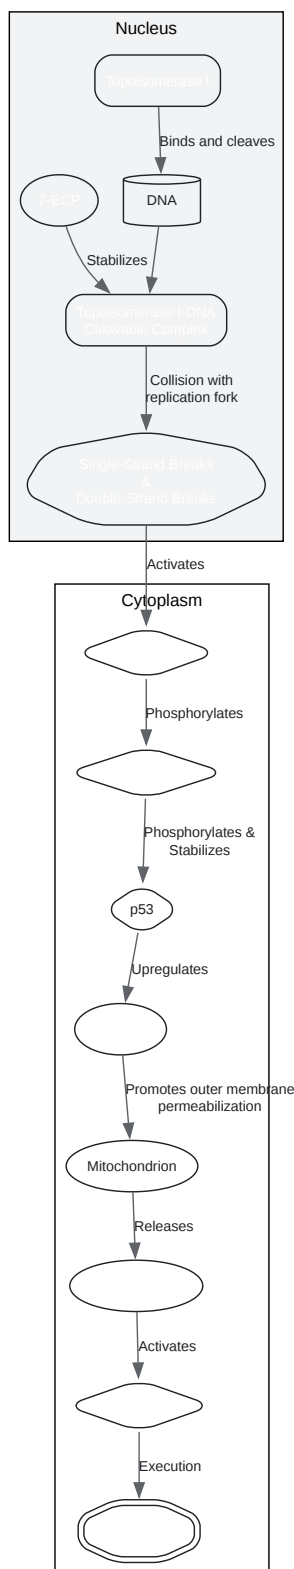 Nucleus
Topoisomerase I
Binds and cleaves
7-ECP
DNA
Stabilizes
Topoisomerase I-DNA
Cleavable Complex
Collision with
replication fork
Single-Strand Breaks
&
Double-Strand Breaks
Activates
Cytoplasm
Phosphorylates
Phosphorylates &
Stabilizes
p53
Upregulates
Promotes outer membrane
permeabilization
Mitochondrion
Releases
Activates
Execution